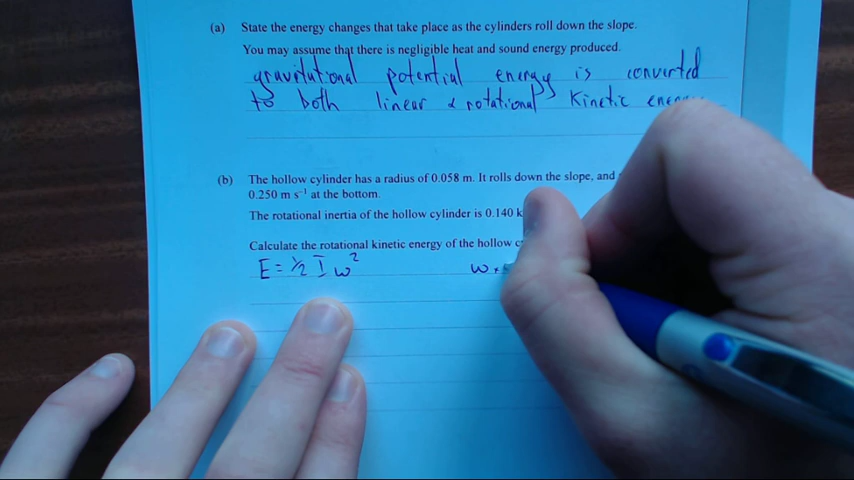 (a) State the energy changes that take place as the cylinders roll down the slope.
You may assume that there is negligible heat and sound energy produced.
gravitational potential energy is converted
to both linear & rotational kinetic
(b) The hollow cylinder has a radius of 0.058 m. It rolls down the slope, and
0.250 m s⁻¹ at the bottom.
The rotational inertia of the hollow cylinder is 0.140 k
Calculate the rotational kinetic energy of the hollow
E = ½ I ω² ω